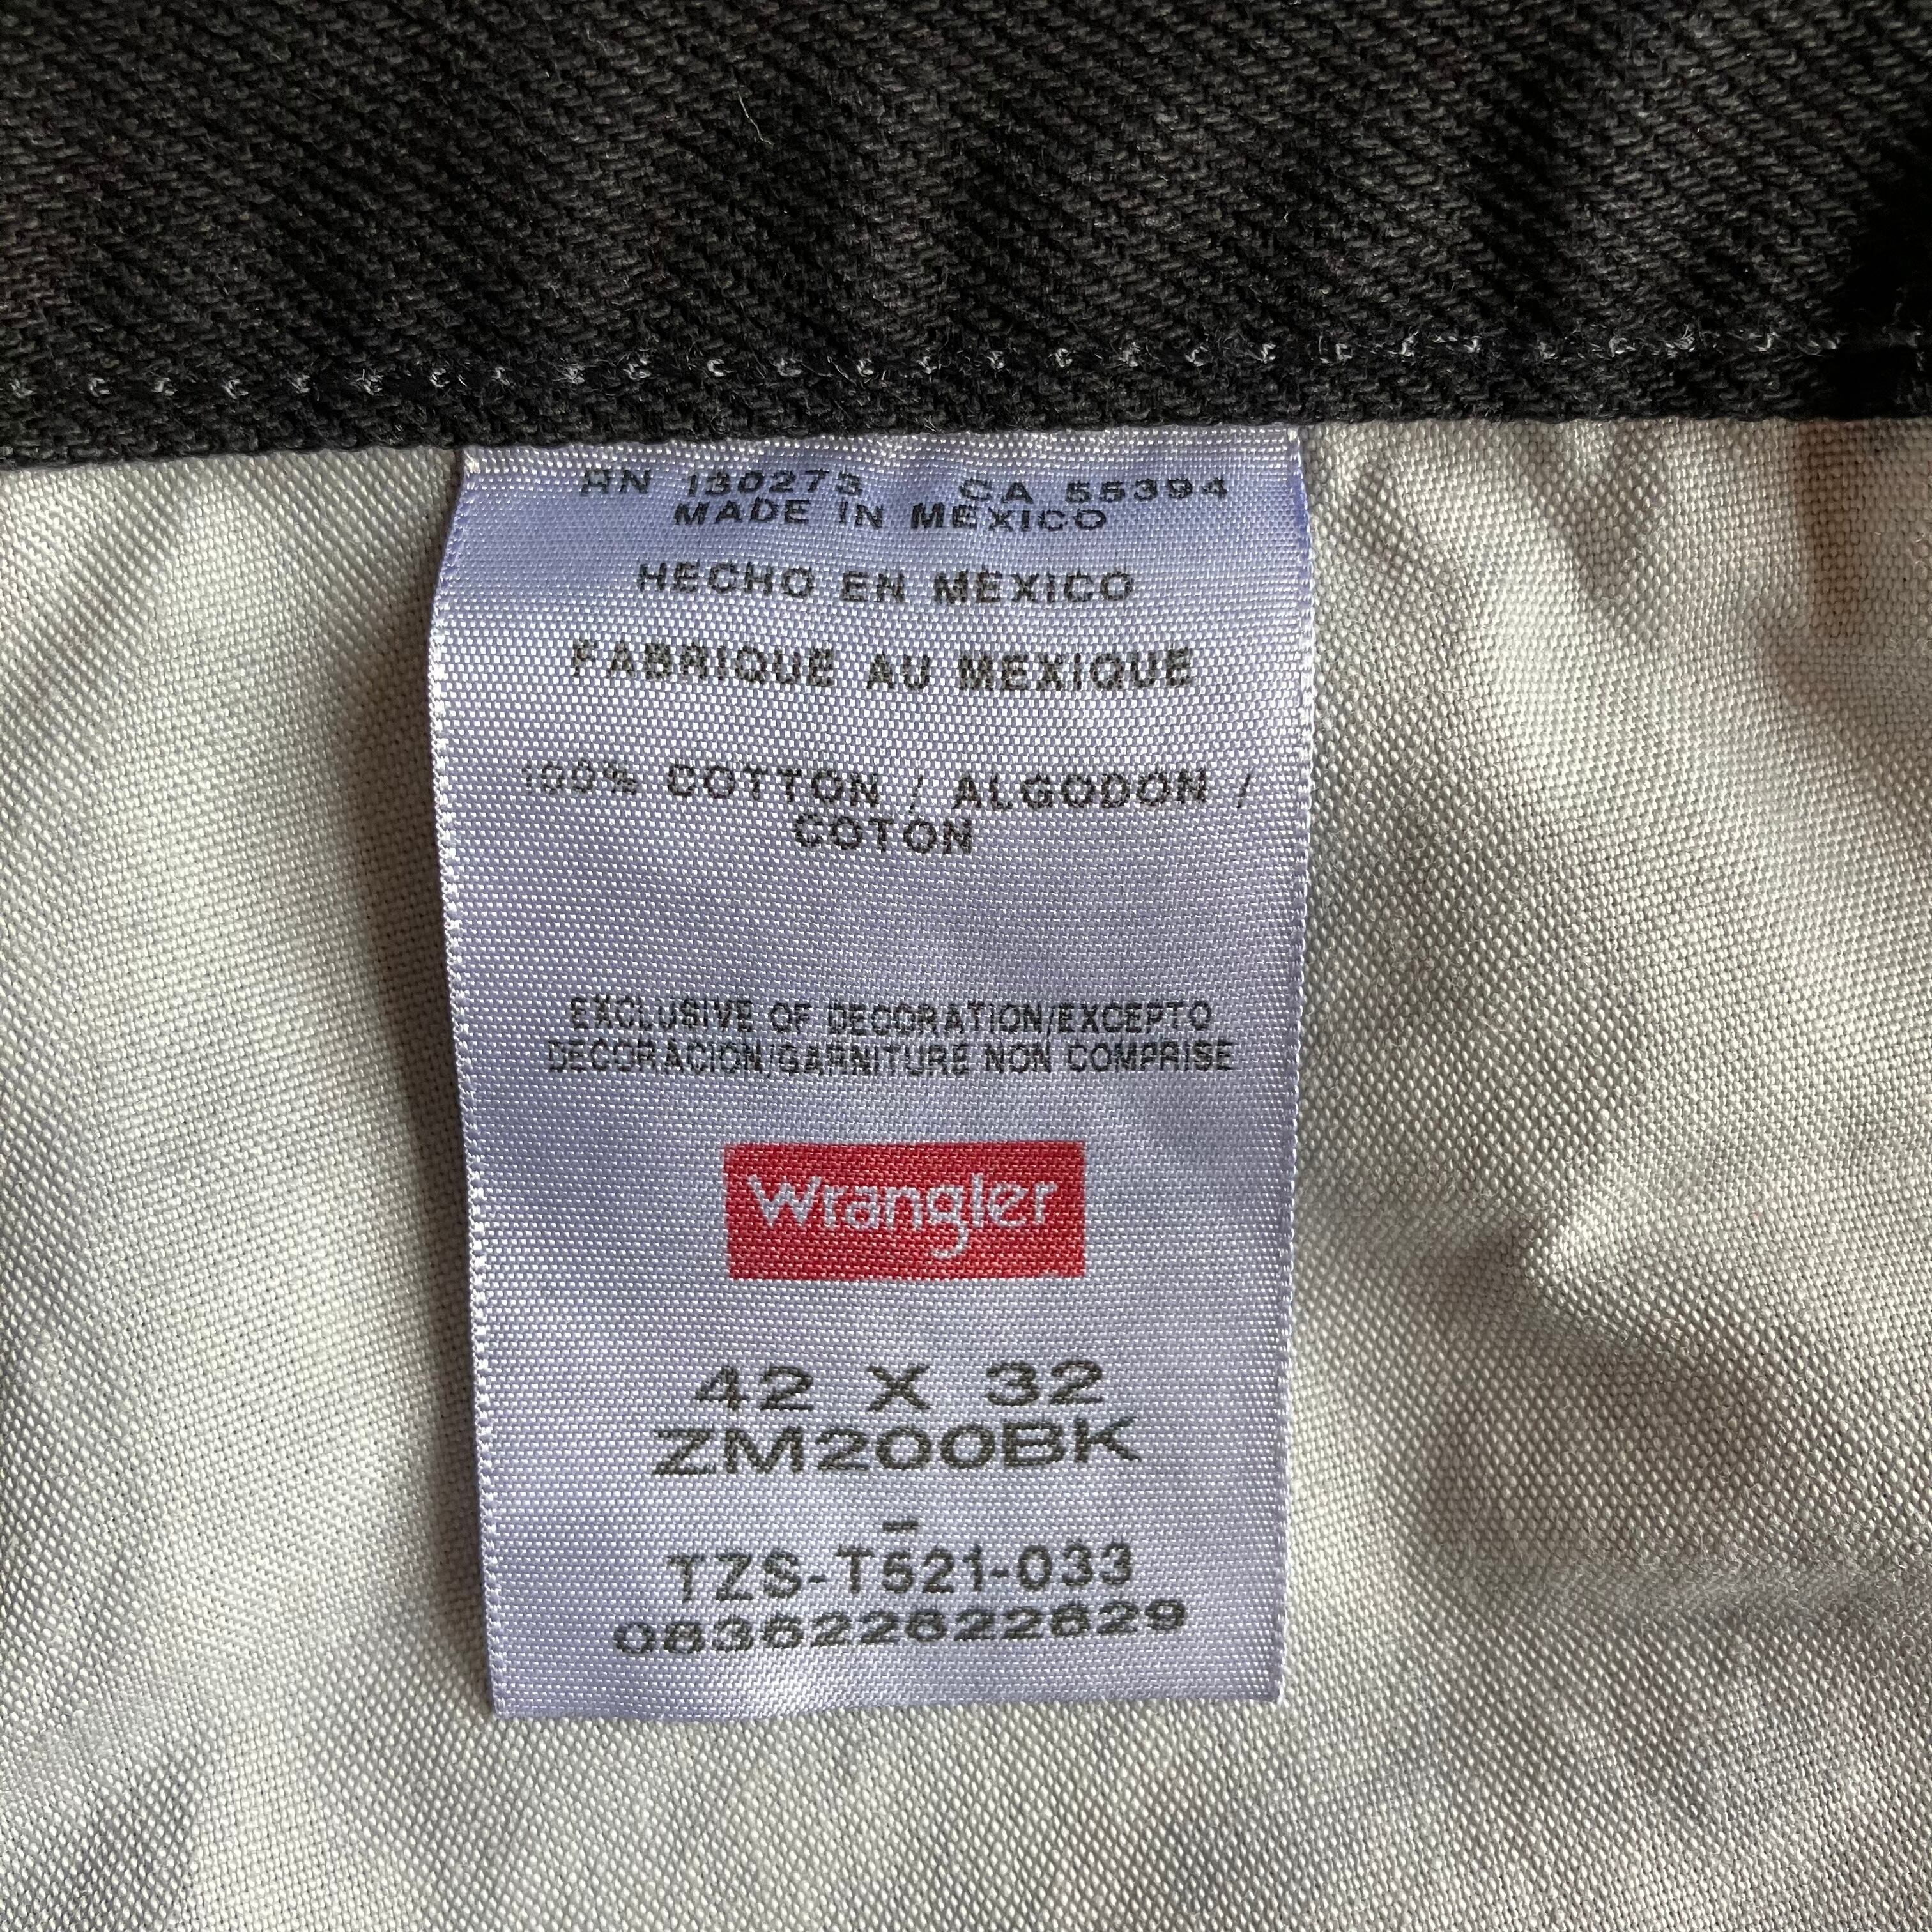 RN 130273 CA 55394
MADE IN MEXICO
HECHO EN MEXICO
FABRIQUÉ AU MEXIQUE
100% COTTON / ALGODON /
COTON
EXCLUSIVE OF DECORATION/EXCEPTO
DECORACION/GARNITURE NON COMPRISE
Wrangler
42 X 32
ZM200BK
-
TZS-T521-033
083622622629